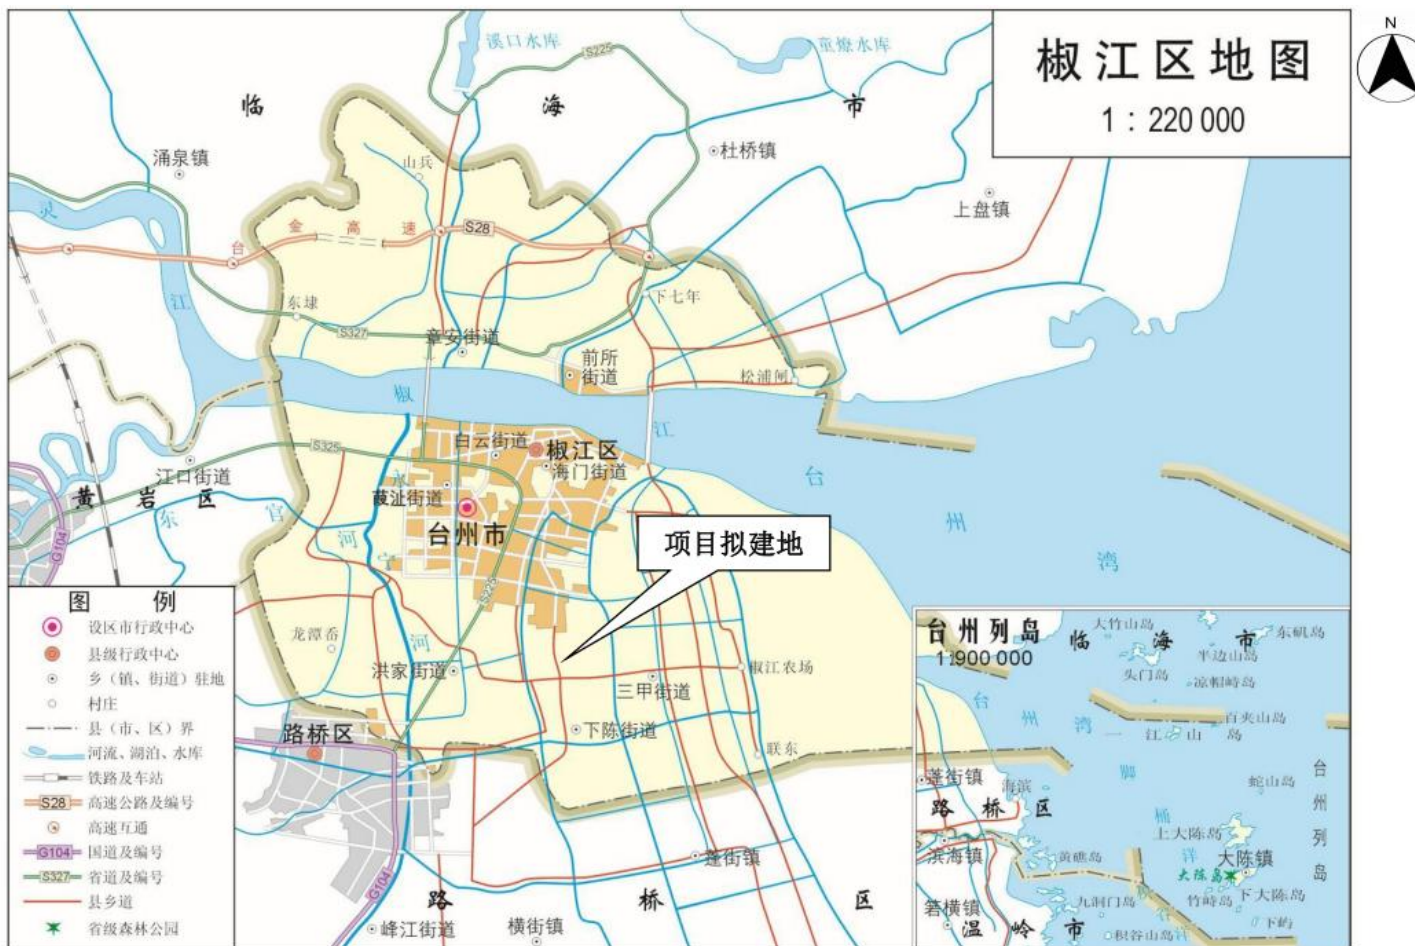 椒江区地图
1：220 000
N
溪口水库
S225
童燎水库
临 海 市
涌泉镇
山兵
杜桥镇
上盘镇
灵
江
台 金 高 速
S28
东埭
S327
下七年
章安街道
前所
街道
松浦闸
椒
江
S325
白云街道
椒江区
海门街道
江口街道
黄 岩 区
葭沚街道
永
宁
河
东 官 河
台州市
台
州
湾
G104
S225
项目拟建地
龙潭岙
洪家街道
椒江农场
三甲街道
下陈街道
联东
路桥区
蓬街镇
G104
路 桥 区
峰江街道
横街镇
图 例
设区市行政中心
县级行政中心
乡（镇、街道）驻地
村庄
县（市、区）界
河流、湖泊、水库
铁路及车站
S28 高速公路及编号
高速互通
G104 国道及编号
S327 省道及编号
县乡道
省级森林公园
台州列岛
1:900 000
大竹山岛
临 海 市
东矶岛
半边山岛
头门岛
凉帽屿岛
台
州
湾
百夹山岛
一 江 山 岛
台州列岛
蓬街镇
海滨
路 桥 区
蛇山岛
上大陈岛
滨海镇
黄礁岛
大陈镇
大陈岛
竹屿岛
下大陈岛
九洞门岛
下屿
箬横镇
温 岭 市
积谷山岛